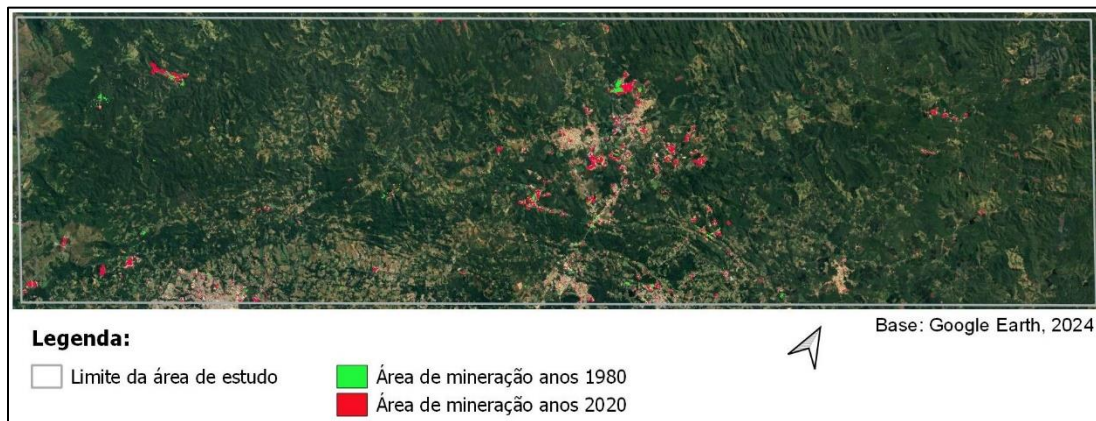 Base: Google Earth, 2024
Legenda:
Limite da área de estudo
Área de mineração anos 1980
Área de mineração anos 2020